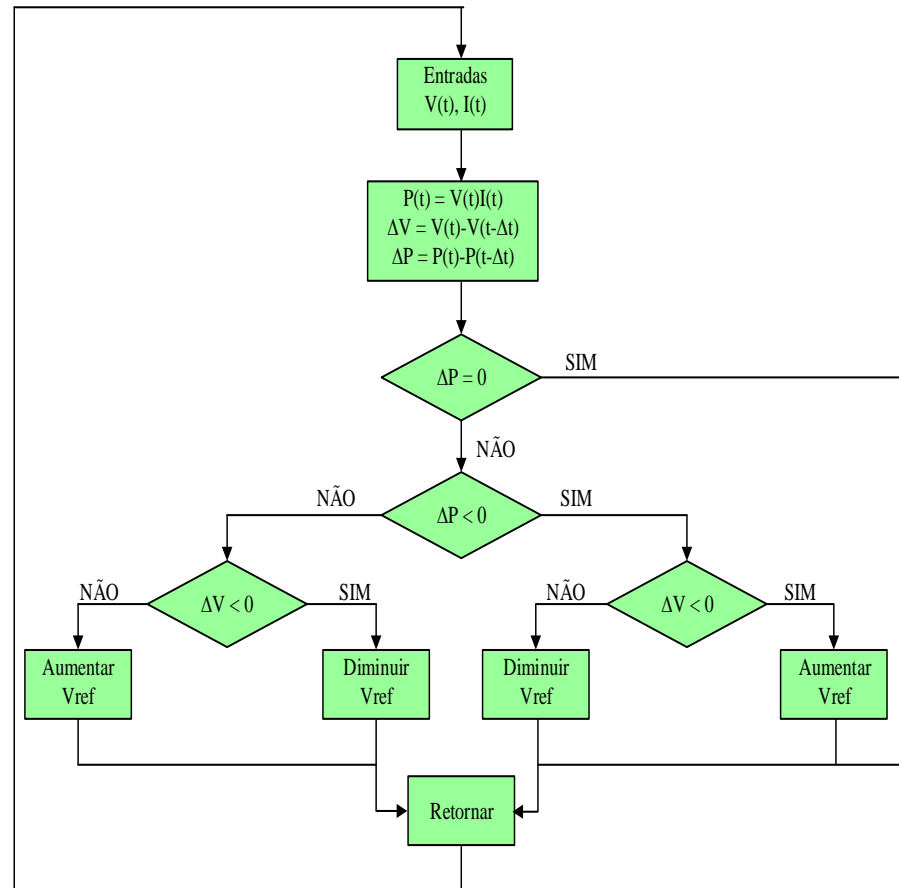 Entradas
V(t), I(t)
P(t) = V(t)I(t)
ΔV = V(t)-V(t-Δt)
ΔP = P(t)-P(t-Δt)
ΔP = 0
SIM
NÃO
ΔP < 0
NÃO
SIM
ΔV < 0
NÃO
SIM
ΔV < 0
NÃO
SIM
Aumentar
Vref
Diminuir
Vref
Diminuir
Vref
Aumentar
Vref
Retornar